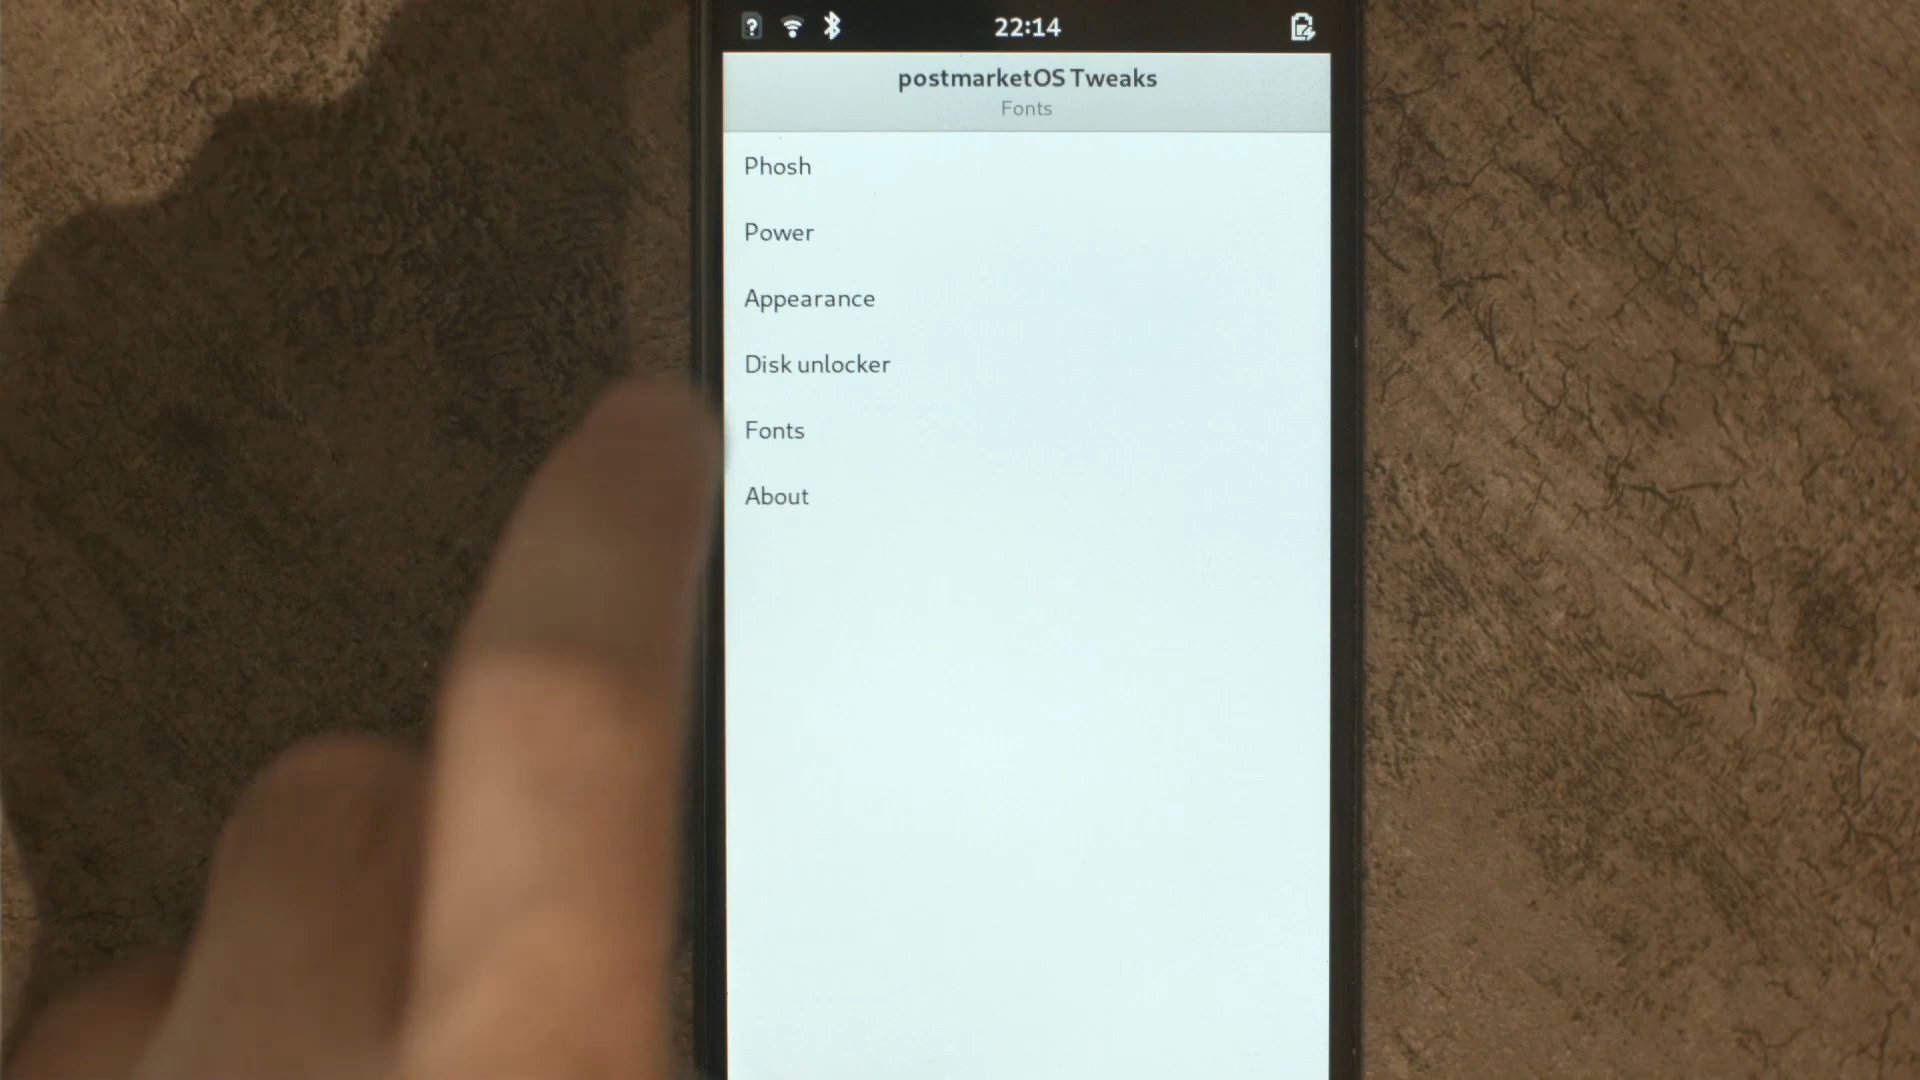 22:14
postmarketOS Tweaks
Fonts
Phosh
Power
Appearance
Disk unlocker
Fonts
About